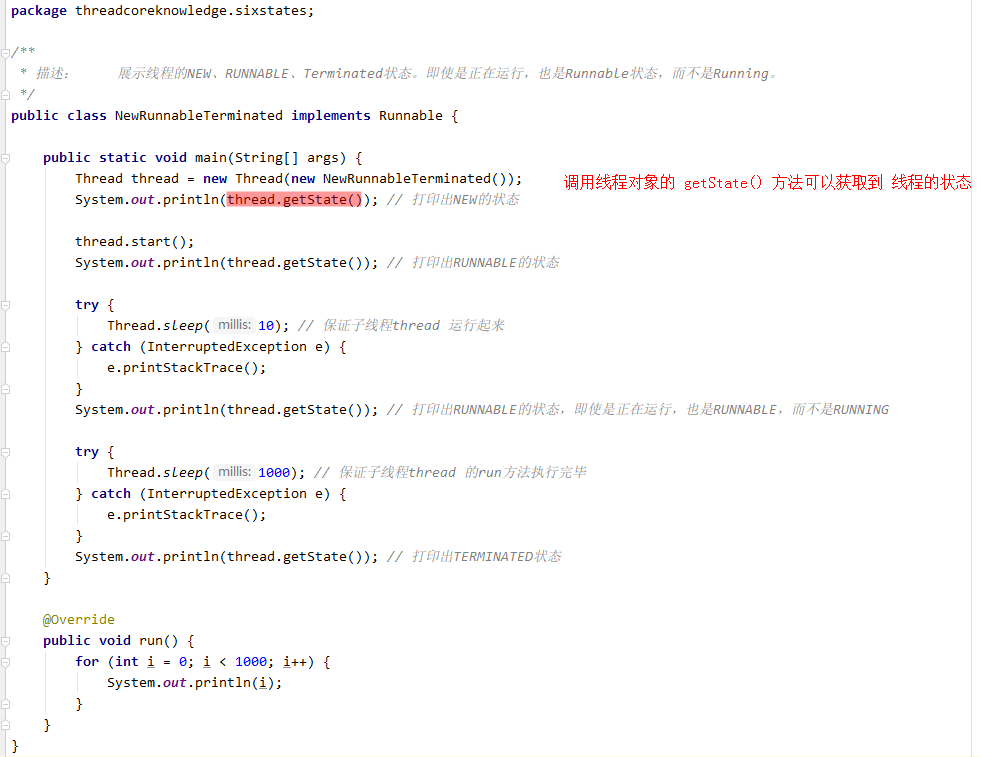 package threadcoreknowledge.sixstates;
/**
 * 描述:      展示线程的NEW、RUNNABLE、Terminated状态。即使是正在运行，也是Runnable状态，而不是Running。
 */
public class NewRunnableTerminated implements Runnable {
    public static void main(String[] args) {
        Thread thread = new Thread(new NewRunnableTerminated());
调用线程对象的 getState() 方法可以获取到 线程的状态
        System.out.println(thread.getState()); // 打印出NEW的状态
        thread.start();
        System.out.println(thread.getState()); // 打印出RUNNABLE的状态
        try {
            Thread.sleep( millis: 10); // 保证子线程thread 运行起来
        } catch (InterruptedException e) {
            e.printStackTrace();
        }
        System.out.println(thread.getState()); // 打印出RUNNABLE的状态，即使是正在运行，也是RUNNABLE，而不是RUNNING
        try {
            Thread.sleep( millis: 1000); // 保证子线程thread 的run方法执行完毕
        } catch (InterruptedException e) {
            e.printStackTrace();
        }
        System.out.println(thread.getState()); // 打印出TERMINATED状态
    }
    @Override
    public void run() {
        for (int i = 0; i < 1000; i++) {
            System.out.println(i);
        }
    }
}